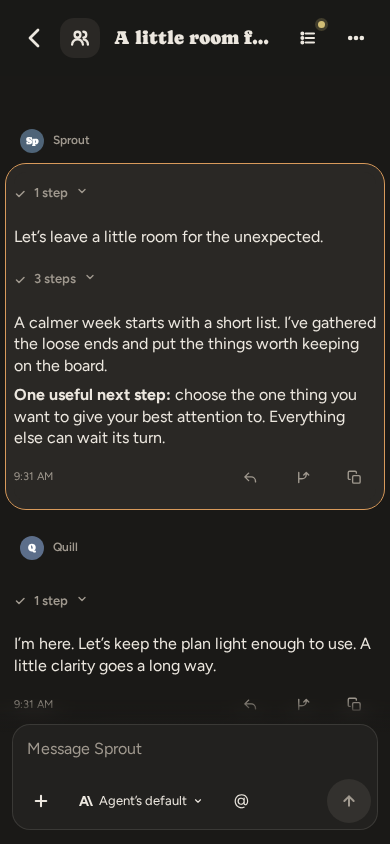 A little room f...
Sp Sprout
1 step
Let's leave a little room for the unexpected.
3 steps
A calmer week starts with a short list. I've gathered
the loose ends and put the things worth keeping
on the board.
One useful next step: choose the one thing you
want to give your best attention to. Everything
else can wait its turn.
9:31 AM
Q Quill
1 step
I'm here. Let's keep the plan light enough to use. A
little clarity goes a long way.
9:31 AM
Message Sprout
A\ Agent's default @